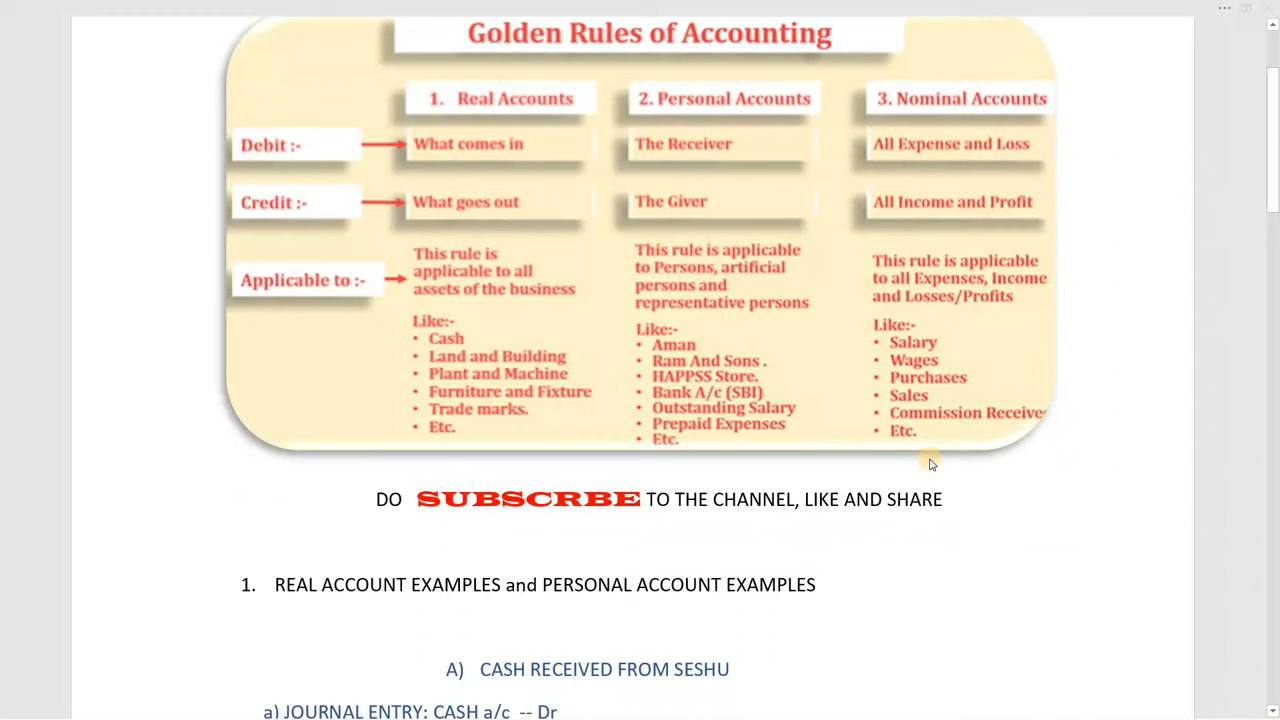 Golden Rules of Accounting
1. Real Accounts
2. Personal Accounts
3. Nominal Accounts
Debit :-
What comes in
The Receiver
All Expense and Loss
Credit :-
What goes out
The Giver
All Income and Profit
Applicable to :-
This rule is
applicable to all
assets of the business
Like:-
• Cash
• Land and Building
• Plant and Machine
• Furniture and Fixture
• Trade marks.
• Etc.
This rule is applicable
to Persons, artificial
persons and
representative persons
Like:-
• Aman
• Ram And Sons .
• HAPPSS Store.
• Bank A/c (SBI)
• Outstanding Salary
• Prepaid Expenses
• Etc.
This rule is applicable
to all Expenses, Income
and Losses/Profits
Like:-
• Salary
• Wages
• Purchases
• Sales
• Commission Receive
• Etc.
DO SUBSCRBE TO THE CHANNEL, LIKE AND SHARE
1. REAL ACCOUNT EXAMPLES and PERSONAL ACCOUNT EXAMPLES
A) CASH RECEIVED FROM SESHU
a) JOURNAL ENTRY: CASH a/c -- Dr